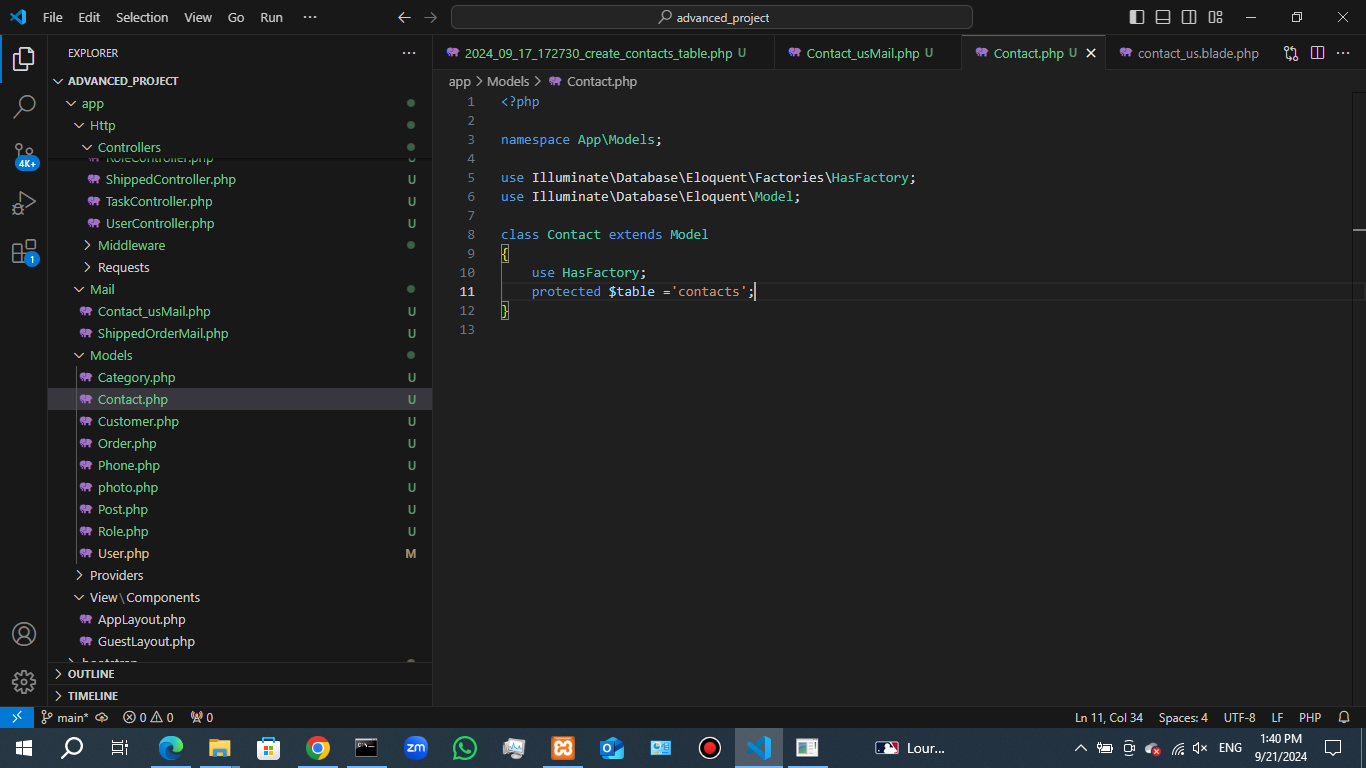 File Edit Selection View Go Run ···
advanced_project
EXPLORER
ADVANCED_PROJECT
app
Http
Controllers
RoleController.php U
ShippedController.php U
TaskController.php U
UserController.php U
Middleware
Requests
Mail
Contact_usMail.php U
ShippedOrderMail.php U
Models
Category.php U
Contact.php U
Customer.php U
Order.php U
Phone.php U
photo.php U
Post.php U
Role.php U
User.php M
Providers
View\Components
AppLayout.php
GuestLayout.php
bootstrap
OUTLINE
TIMELINE
4K+
1
2024_09_17_172730_create_contacts_table.php U
Contact_usMail.php U
Contact.php U
contact_us.blade.php
app > Models > Contact.php
1 <?php
2
3 namespace App\Models;
4
5 use Illuminate\Database\Eloquent\Factories\HasFactory;
6 use Illuminate\Database\Eloquent\Model;
7
8 class Contact extends Model
9 {
10 use HasFactory;
11 protected $table ='contacts';
12 }
13
main* 0 0 0
Ln 11, Col 34 Spaces: 4 UTF-8 LF PHP
zm
Lour...
ENG
1:40 PM
9/21/2024